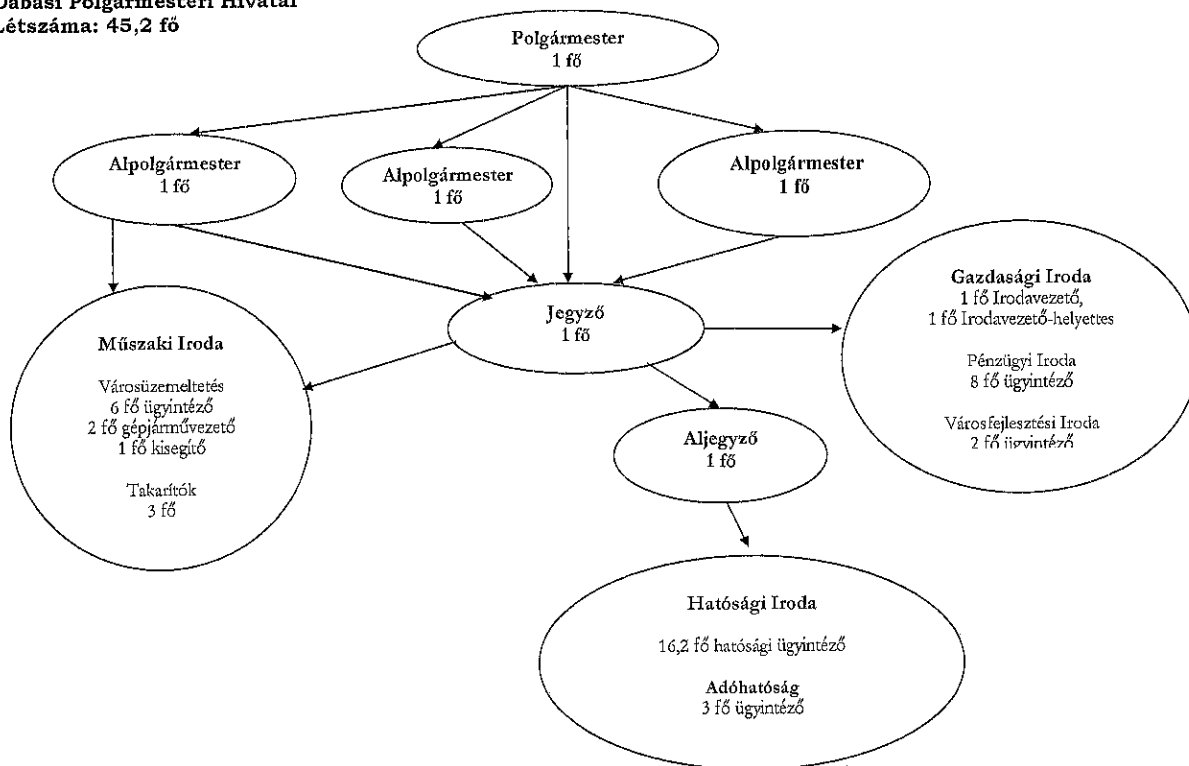 Dabasi Polgármesteri Hivatal
Létszáma: 45,2 fő
Polgármester
1 fő
Alpolgármester
1 fő
Alpolgármester
1 fő
Alpolgármester
1 fő
Jegyző
1 fő
Gazdasági Iroda
1 fő Irodavezető,
1 fő Irodavezető-helyettes
Pénzügyi Iroda
8 fő ügyintéző
Városfejlesztési Iroda
2 fő ügyintéző
Műszaki Iroda
Városüzemeltetés
6 fő ügyintéző
2 fő gépjárművezető
1 fő kisegítő
Takarítók
3 fő
Aljegyző
1 fő
Hatósági Iroda
16,2 fő hatósági ügyintéző
Adóhatóság
3 fő ügyintéző